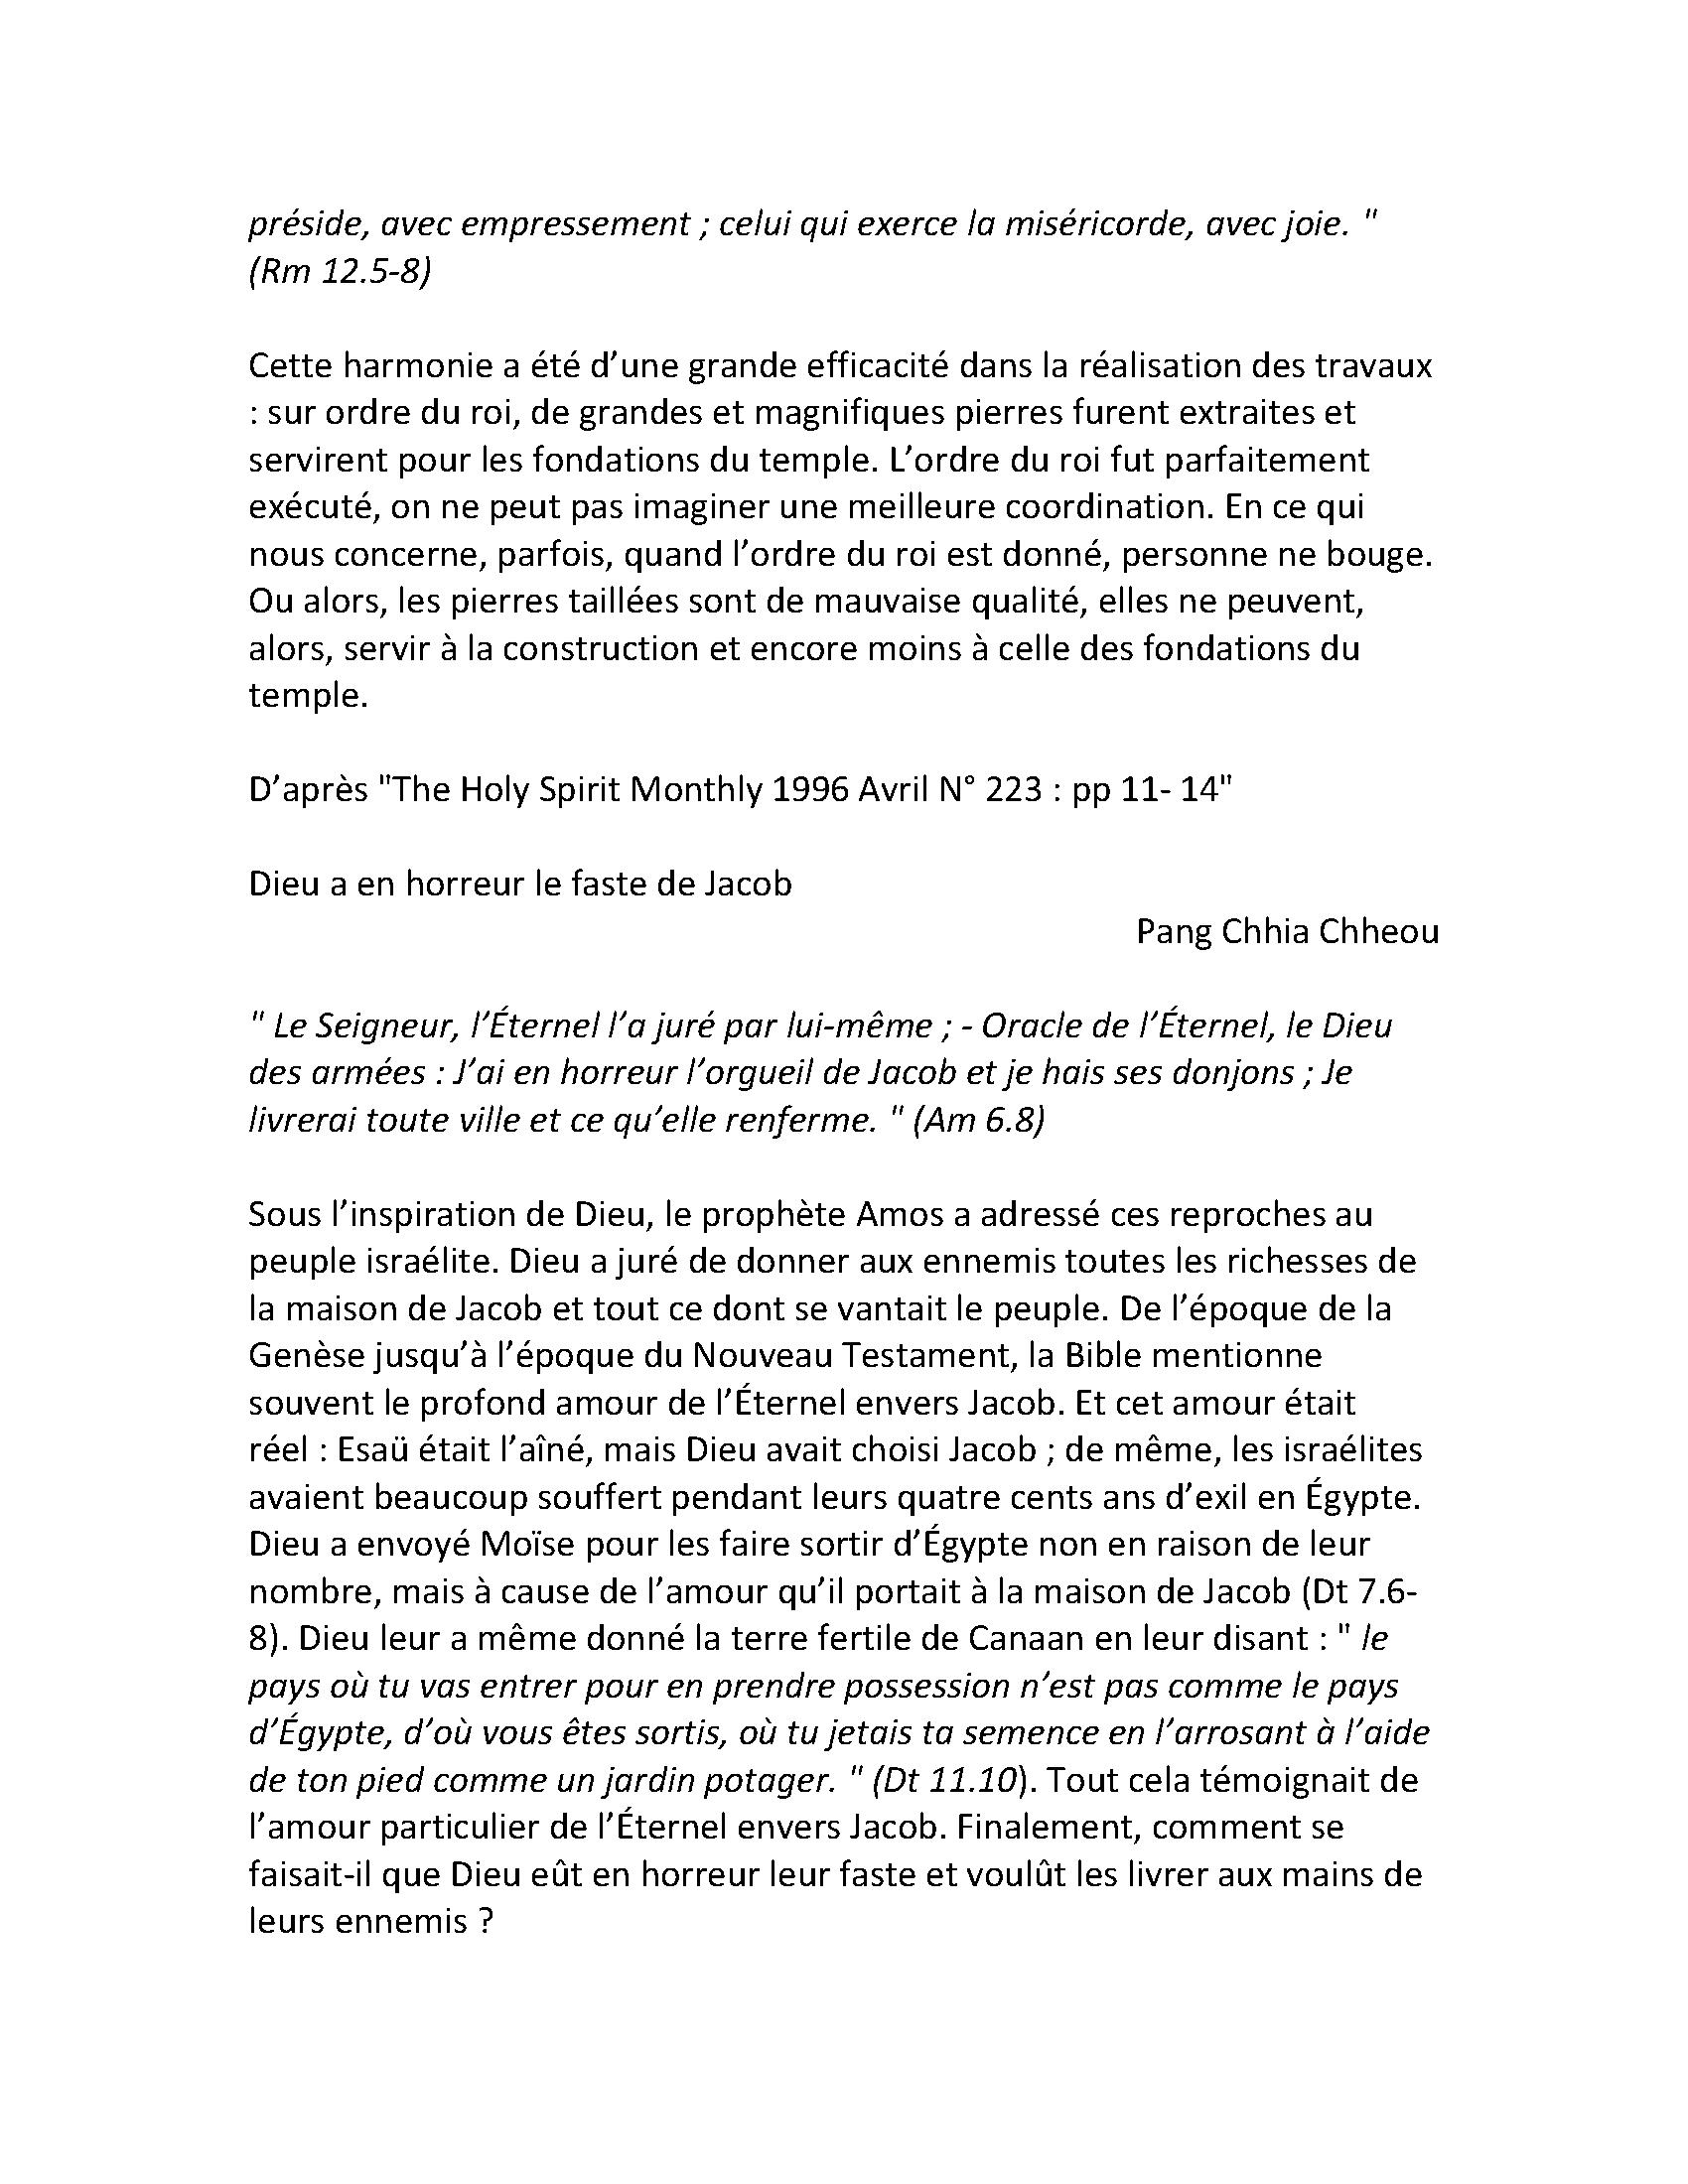 préside, avec empressement ; celui qui exerce la miséricorde, avec joie. "
(Rm 12.5-8)
Cette harmonie a été d’une grande efficacité dans la réalisation des travaux
: sur ordre du roi, de grandes et magnifiques pierres furent extraites et
servirent pour les fondations du temple. L’ordre du roi fut parfaitement
exécuté, on ne peut pas imaginer une meilleure coordination. En ce qui
nous concerne, parfois, quand l’ordre du roi est donné, personne ne bouge.
Ou alors, les pierres taillées sont de mauvaise qualité, elles ne peuvent,
alors, servir à la construction et encore moins à celle des fondations du
temple.
D’après "The Holy Spirit Monthly 1996 Avril N° 223 : pp 11- 14"
Dieu a en horreur le faste de Jacob
Pang Chhia Chheou
" Le Seigneur, l’Éternel l’a juré par lui-même ; - Oracle de l’Éternel, le Dieu
des armées : J’ai en horreur l’orgueil de Jacob et je hais ses donjons ; Je
livrerai toute ville et ce qu’elle renferme. " (Am 6.8)
Sous l’inspiration de Dieu, le prophète Amos a adressé ces reproches au
peuple israélite. Dieu a juré de donner aux ennemis toutes les richesses de
la maison de Jacob et tout ce dont se vantait le peuple. De l’époque de la
Genèse jusqu’à l’époque du Nouveau Testament, la Bible mentionne
souvent le profond amour de l’Éternel envers Jacob. Et cet amour était
réel : Esaü était l’aîné, mais Dieu avait choisi Jacob ; de même, les israélites
avaient beaucoup souffert pendant leurs quatre cents ans d’exil en Égypte.
Dieu a envoyé Moïse pour les faire sortir d’Égypte non en raison de leur
nombre, mais à cause de l’amour qu’il portait à la maison de Jacob (Dt 7.6-
8). Dieu leur a même donné la terre fertile de Canaan en leur disant : " le
pays où tu vas entrer pour en prendre possession n’est pas comme le pays
d’Égypte, d’où vous êtes sortis, où tu jetais ta semence en l’arrosant à l’aide
de ton pied comme un jardin potager. " (Dt 11.10). Tout cela témoignait de
l’amour particulier de l’Éternel envers Jacob. Finalement, comment se
faisait-il que Dieu eût en horreur leur faste et voulût les livrer aux mains de
leurs ennemis ?